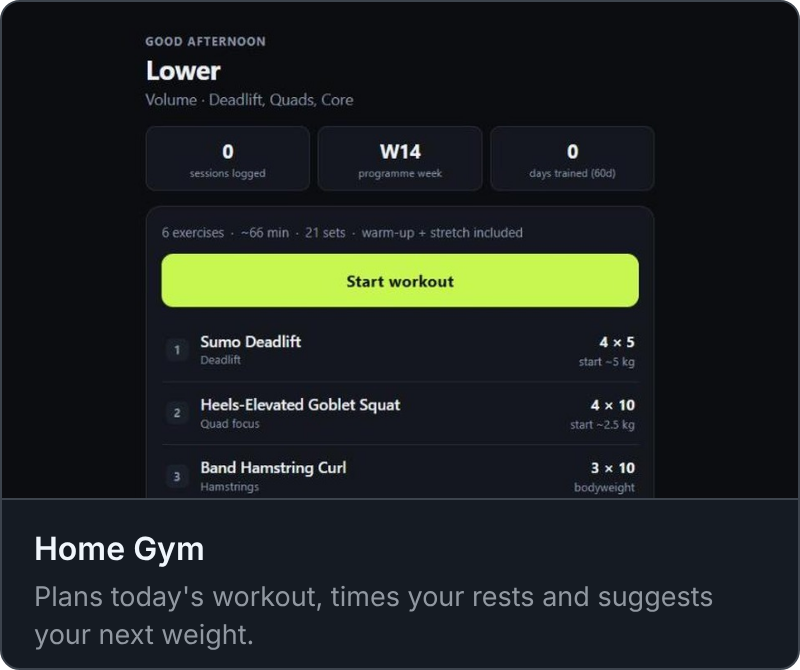 GOOD AFTERNOON
Lower
Volume · Deadlift, Quads, Core
0
sessions logged
W14
programme week
0
days trained (60d)
6 exercises · ~66 min · 21 sets · warm-up + stretch included
Start workout
1
Sumo Deadlift
Deadlift
4 × 5
start ~5 kg
2
Heels-Elevated Goblet Squat
Quad focus
4 × 10
start ~2.5 kg
3
Band Hamstring Curl
Hamstrings
3 × 10
bodyweight
Home Gym
Plans today's workout, times your rests and suggests
your next weight.